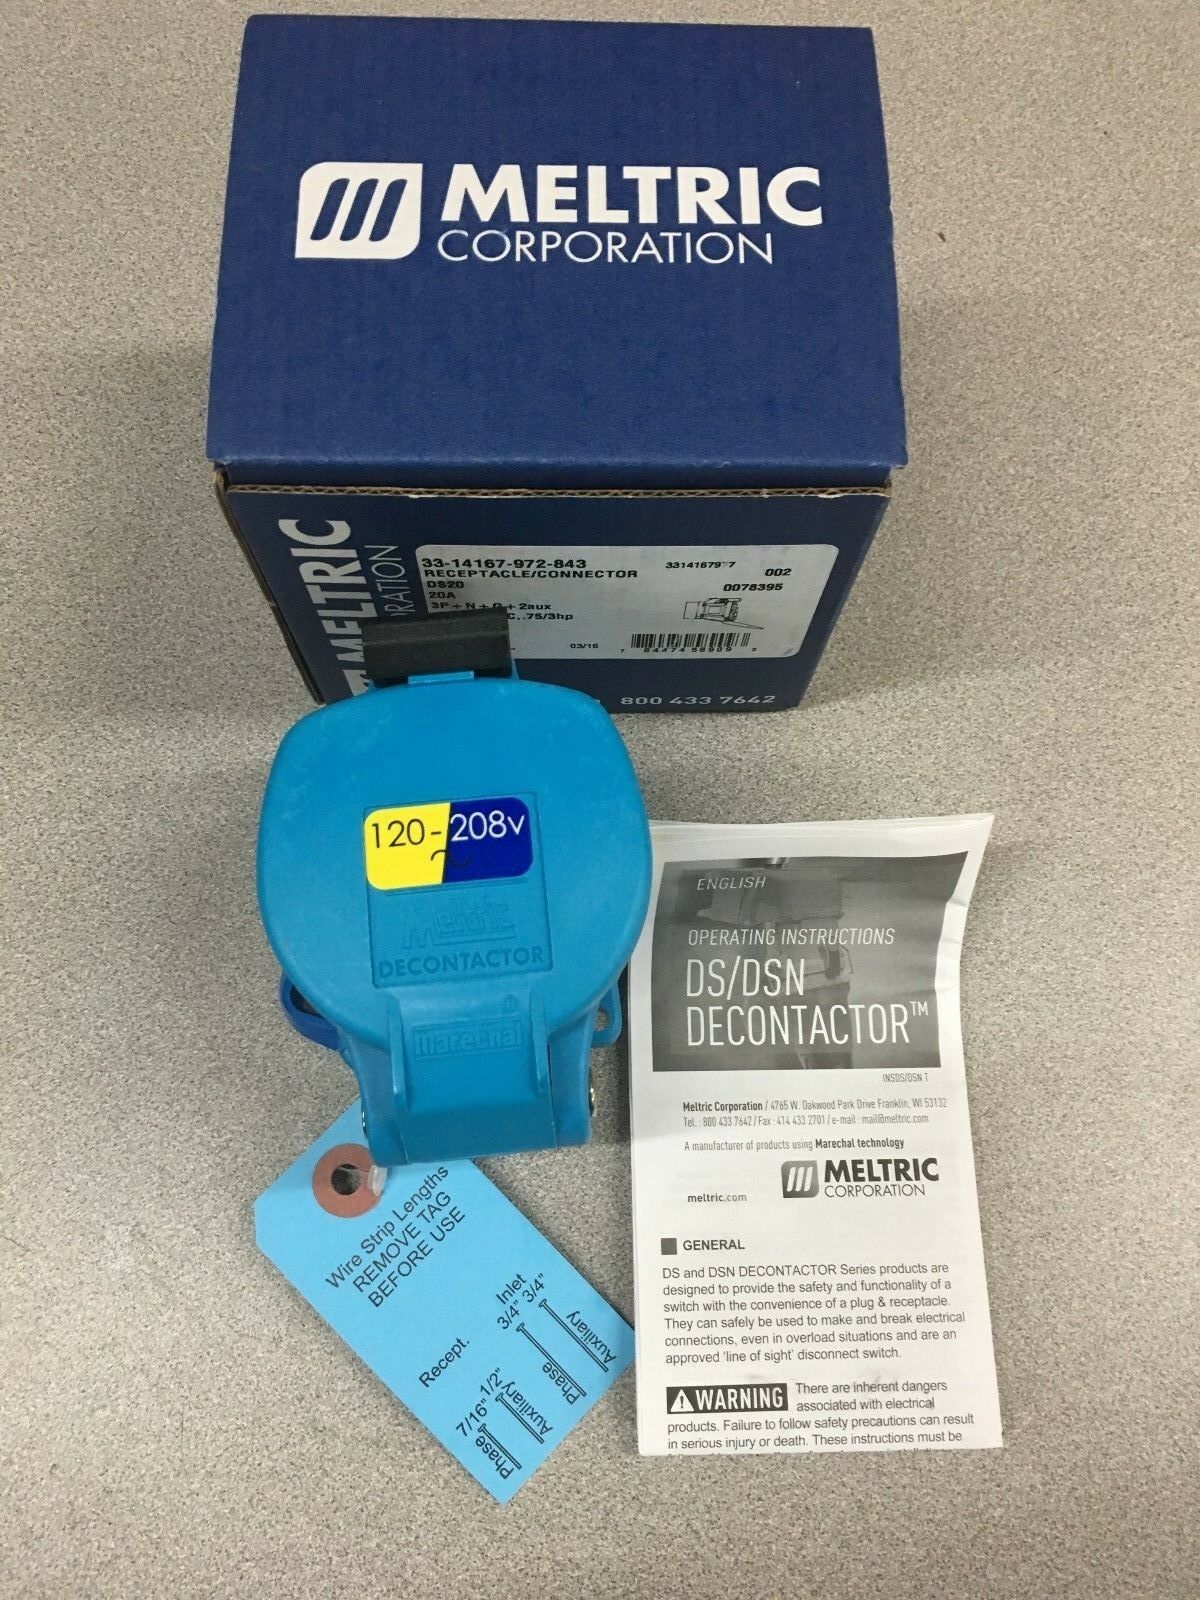 MELTRIC
CORPORATION
MELTRIC
33-14167-972-843
RECEPTACLE/CONNECTOR
002
DS20
0078395
20A
3P + N + G + 2aux
.75/3hp
03/16
800 433 7642
120-208V
Meltric
DECONTACTOR
marechal
Wire Strip Lengths
REMOVE TAG
BEFORE USE
Recept.
Inlet
7/16" 1/2"
3/4" 3/4"
Phase
Auxiliary
Phase
Auxiliary
ENGLISH
OPERATING INSTRUCTIONS
DS/DSN
DECONTACTOR™
INSDS/DSN T
Meltric Corporation / 4765 W. Oakwood Park Drive Franklin, WI 53132
Tel. : 800 433 7642 / Fax : 414 433 2701 / e-mail : mail@meltric.com
A manufacturer of products using Marechal technology
meltric.com
MELTRIC
CORPORATION
GENERAL
DS and DSN DECONTACTOR Series products are
designed to provide the safety and functionality of a
switch with the convenience of a plug & receptacle.
They can safely be used to make and break electrical
connections, even in overload situations and are an
approved 'line of sight' disconnect switch.
WARNING There are inherent dangers
associated with electrical
products. Failure to follow safety precautions can result
in serious injury or death. These instructions must be